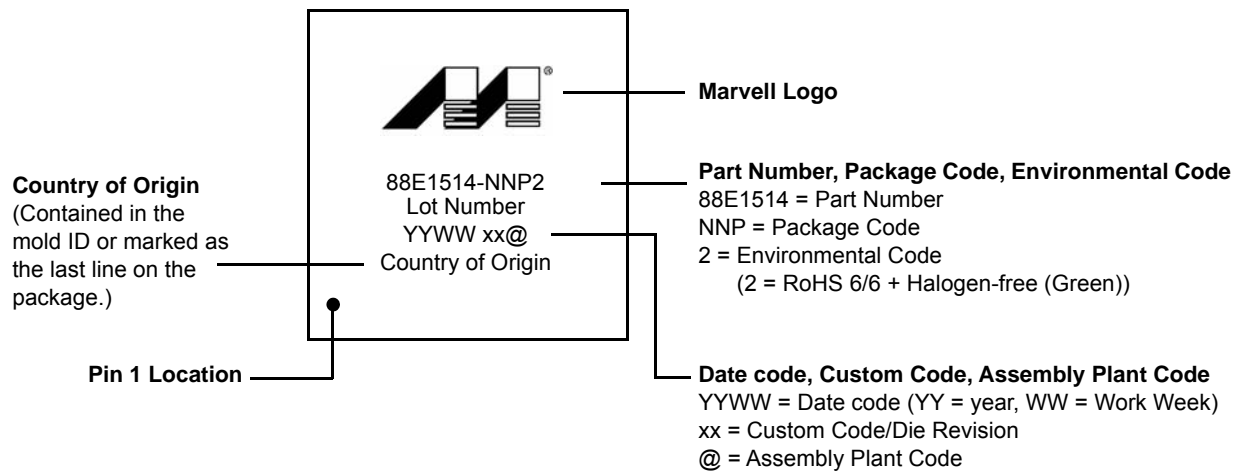 ®
Marvell Logo
Country of Origin
(Contained in the
mold ID or marked as
the last line on the
package.)
88E1514-NNP2
Lot Number
YYWW xx@
Country of Origin
Part Number, Package Code, Environmental Code
88E1514 = Part Number
NNP = Package Code
2 = Environmental Code
(2 = RoHS 6/6 + Halogen-free (Green))
Pin 1 Location
Date code, Custom Code, Assembly Plant Code
YYWW = Date code (YY = year, WW = Work Week)
xx = Custom Code/Die Revision
@ = Assembly Plant Code